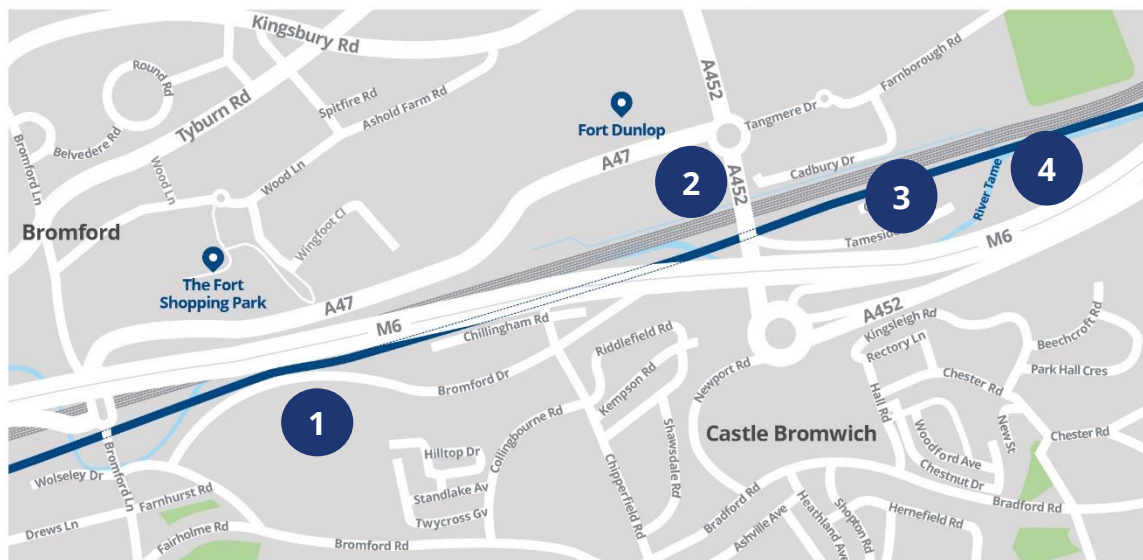 Kingsbury Rd
A452
Farnborough Rd
Round Rd
Spitfire Rd
Ashold Farm Rd
Tangmere Dr
Tyburn Rd
Fort Dunlop
Belvedere Rd
A47
Bromford Ln
Wood Ln
Wood Ln
Cadbury Dr
2
A452
3
4
River Tame
Bromford
Wingfoot Cl
Tameside
M6
The Fort
Shopping Park
A47
M6
Chillingham Rd
A452
Kingsleigh Rd
Riddlefield Rd
Rectory Ln
Beechcroft Rd
Bromford Dr
Newport Rd
Park Hall Cres
Kempson Rd
Chester Rd
Hall Rd
1
Collingbourne Rd
Shawsdale Rd
Castle Bromwich
New St
Chester Rd
Woodford Ave
Hilltop Dr
Bromford Ln
Chipperfield Rd
Chestnut Dr
Wolseley Dr
Standlake Av
Farnhurst Rd
Bradford Rd
Bradford Rd
Twycross Gv
Ashville Ave
Heathland Ave
Shopton Rd
Hernefield Rd
Drews Ln
Fairholme Rd
Bromford Rd